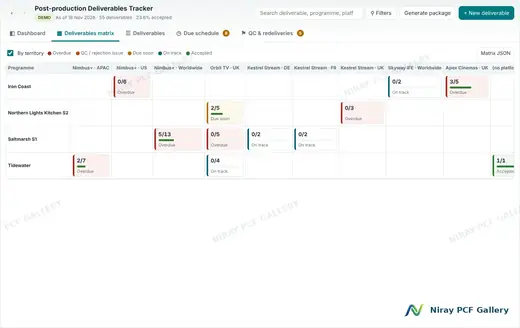 Post-production Deliverables Tracker
DEMO As of 18 Nov 2026 · 55 deliverables · 23.6% accepted
Search deliverable, programme, platf
Filters
Generate package
+ New deliverable
Dashboard
Deliverables matrix
Deliverables
Due schedule
QC & redeliveries
By territory
Overdue
QC / rejection issue
Due soon
On track
Accepted
Matrix JSON
Programme
Nimbus+ · APAC
Nimbus+ · US
Nimbus+ · Worldwide
Orbit TV · UK
Kestrel Stream · DE
Kestrel Stream · FR
Kestrel Stream · UK
Skyway IFE · Worldwide
Apex Cinemas · UK
(no platfo
Iron Coast
0/6
Overdue
0/2
On track
3/5
Overdue
Northern Lights Kitchen S2
2/5
Due soon
0/3
Overdue
Saltmarsh S1
5/13
Overdue
0/5
Overdue
0/2
On track
0/2
On track
Tidewater
2/7
Overdue
0/4
On track
1/1
Accepted
NIRAY PCF GALLERY
Niray PCF Gallery